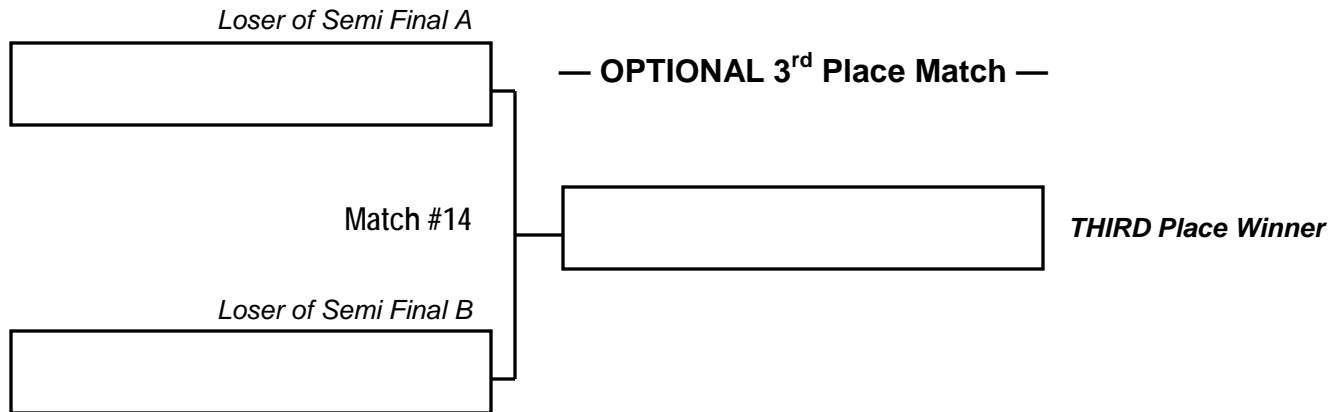 Loser of Semi Final A
— OPTIONAL 3rd Place Match —
Match #14
THIRD Place Winner
Loser of Semi Final B